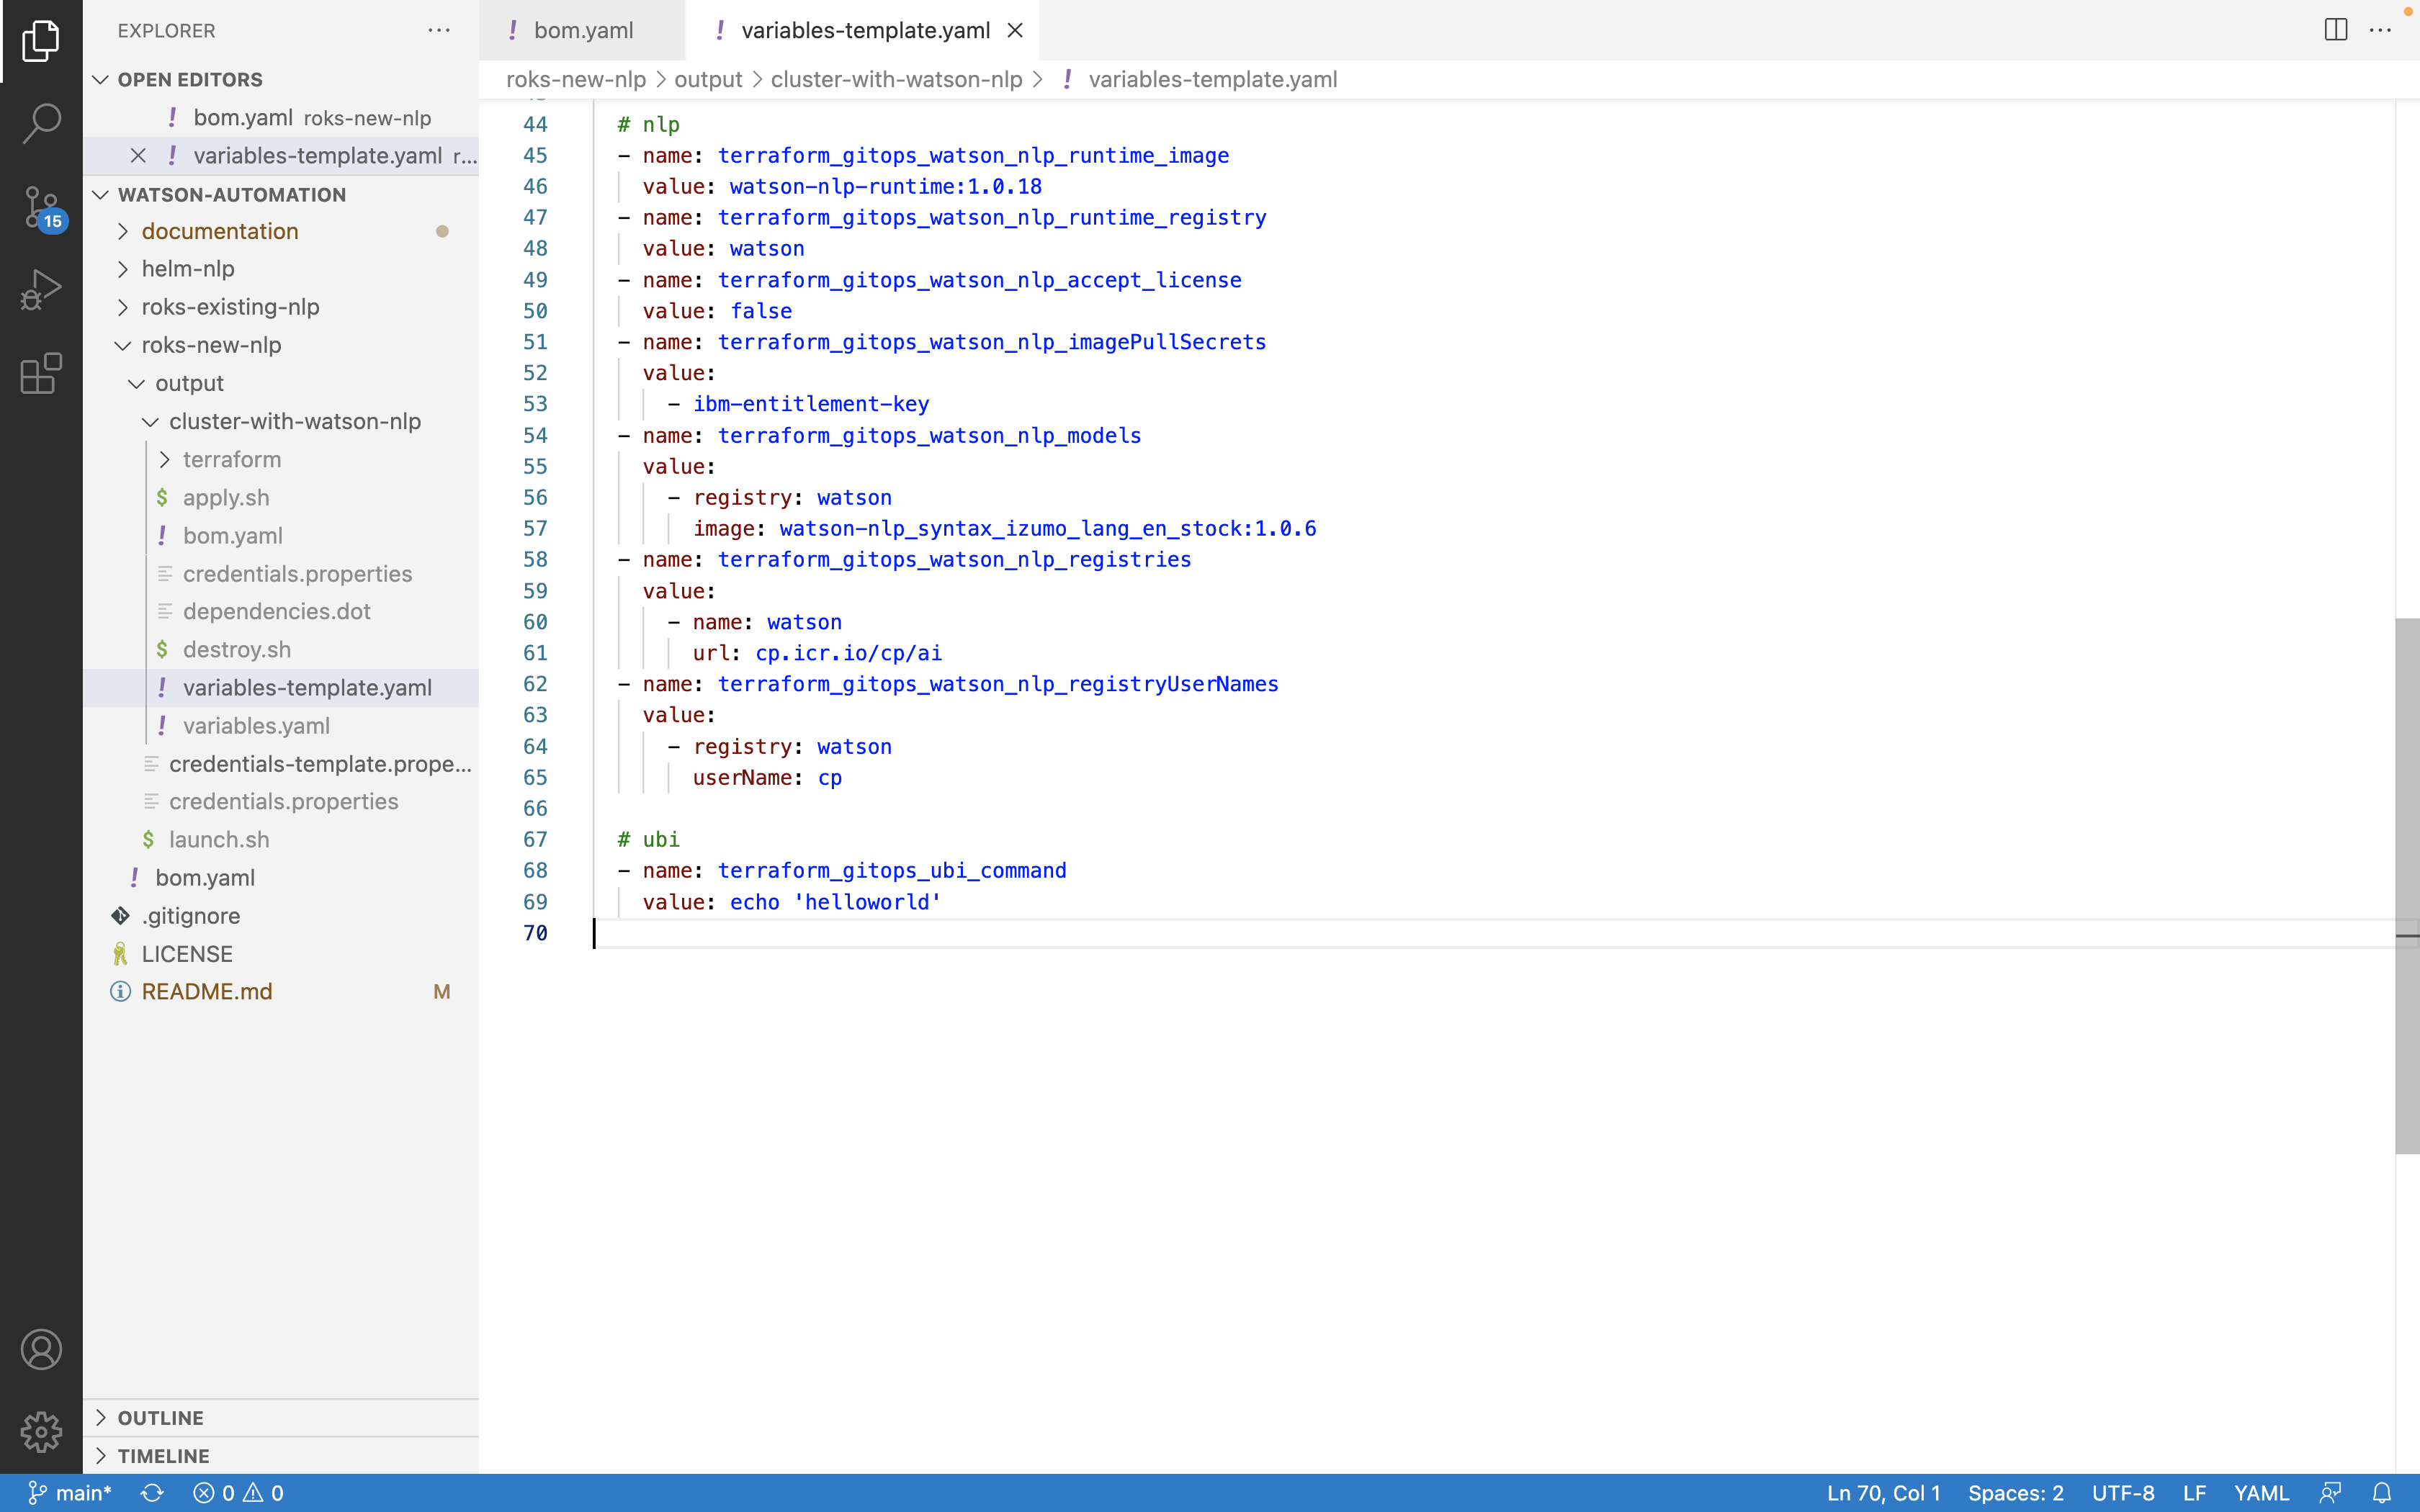 EXPLORER
OPEN EDITORS
! bom.yaml roks-new-nlp
! variables-template.yaml r...
WATSON-AUTOMATION
documentation
helm-nlp
roks-existing-nlp
roks-new-nlp
output
cluster-with-watson-nlp
terraform
$ apply.sh
! bom.yaml
credentials.properties
dependencies.dot
$ destroy.sh
! variables-template.yaml
! variables.yaml
credentials-template.prope...
credentials.properties
$ launch.sh
! bom.yaml
.gitignore
LICENSE
README.md M
OUTLINE
TIMELINE
15
! bom.yaml
! variables-template.yaml
roks-new-nlp > output > cluster-with-watson-nlp > ! variables-template.yaml
44 # nlp
45 - name: terraform_gitops_watson_nlp_runtime_image
46 value: watson-nlp-runtime:1.0.18
47 - name: terraform_gitops_watson_nlp_runtime_registry
48 value: watson
49 - name: terraform_gitops_watson_nlp_accept_license
50 value: false
51 - name: terraform_gitops_watson_nlp_imagePullSecrets
52 value:
53 - ibm-entitlement-key
54 - name: terraform_gitops_watson_nlp_models
55 value:
56 - registry: watson
57 image: watson-nlp_syntax_izumo_lang_en_stock:1.0.6
58 - name: terraform_gitops_watson_nlp_registries
59 value:
60 - name: watson
61 url: cp.icr.io/cp/ai
62 - name: terraform_gitops_watson_nlp_registryUserNames
63 value:
64 - registry: watson
65 userName: cp
66
67 # ubi
68 - name: terraform_gitops_ubi_command
69 value: echo 'helloworld'
70
main* 0 0 Ln 70, Col 1 Spaces: 2 UTF-8 LF YAML